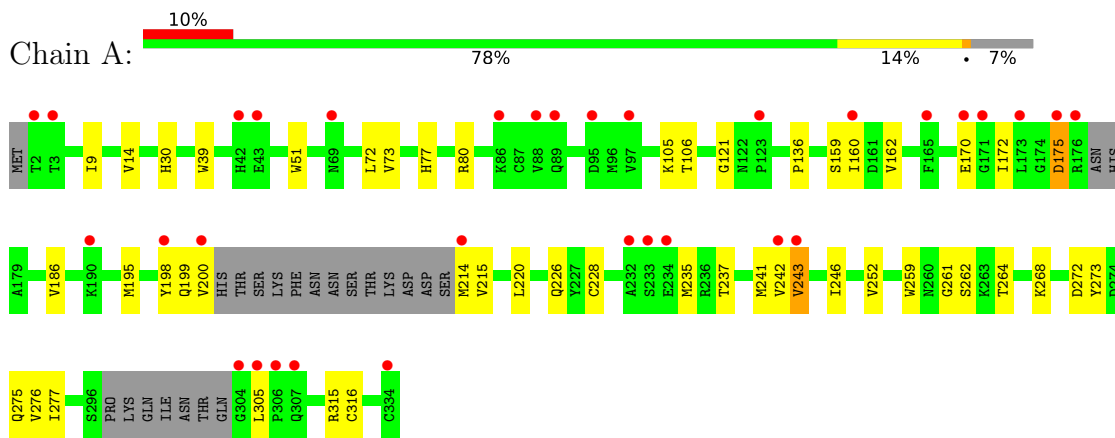 10%
Chain A:
78% 14% • 7%
MET T2 T3 I9 V14 H30 W39 H42 E43 W51 N69 L72 V73 H77 R80 K86 C87 V88 Q89 D95 M96 V97 K105 T106 G121 N122 P123 P136 S159 I160 D161 V162 F165 E170 G171 I172 L173 G174 D175 R176 ASN HIS
A179 V186 K190 M195 Y198 Q199 V200 HIS THR SER LYS PHE ASN ASN SER THR LYS ASP ASP SER M214 V215 L220 Q226 Y227 C228 A232 S233 E234 M235 R236 T237 M241 V242 V243 I246 V252 W259 N260 G261 S262 K263 T264 K268 D272 Y273
Q275 V276 I277 S296 PRO LYS GLN ILE ASN THR GLN G304 L305 P306 Q307 R315 C316 C334